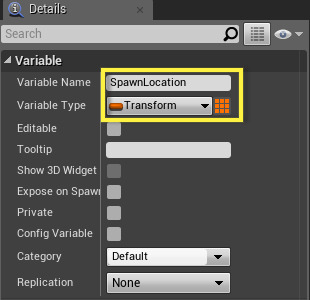 Details
Search
Variable
Variable Name SpawnLocation
Variable Type Transform
Editable
Tooltip
Show 3D Widget
Expose on Spawn
Private
Config Variable
Category Default
Replication None